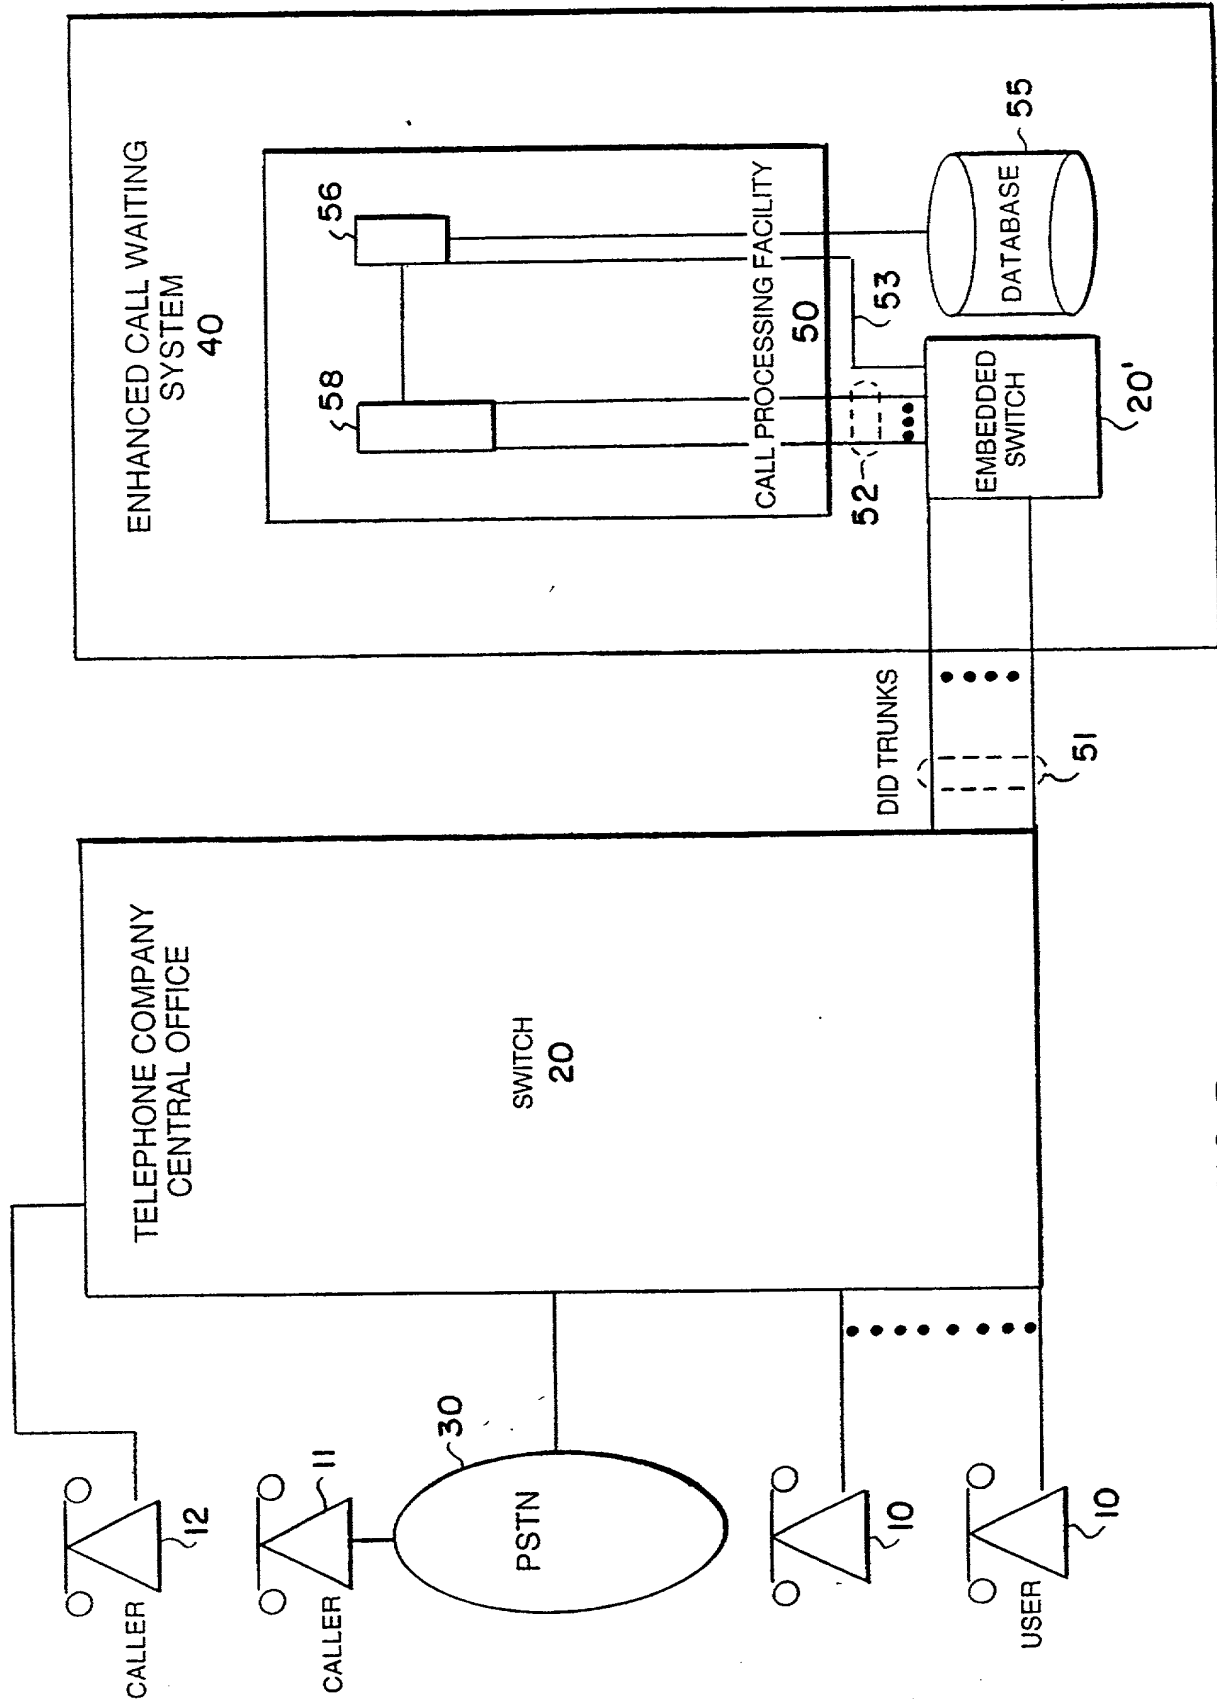 ENHANCED CALL WAITING
SYSTEM
40
58
56
CALL PROCESSING FACILITY
50
52
53
EMBEDDED
SWITCH
20'
DATABASE
55
DID TRUNKS
51
TELEPHONE COMPANY
CENTRAL OFFICE
SWITCH
20
CALLER
12
CALLER
11
PSTN
30
10
USER
10